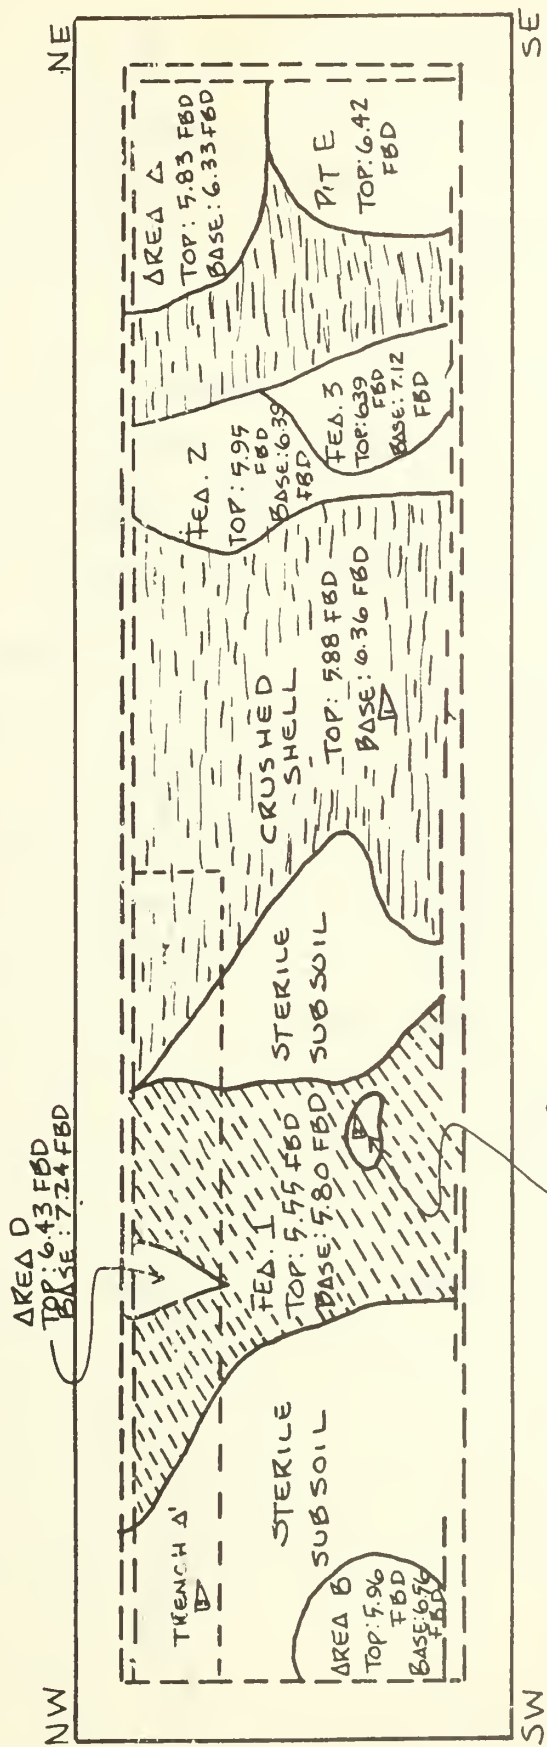 NW
NE
AREA D
TOP: 6.43 FBD
BASE: 7.24 FBD
TRENCH A'
STERILE
SUBSOIL
AREA B
TOP: 5.96
FBD
BASE: 6.56
FBD
FEA. 1
TOP: 5.55 FBD
BASE: 5.80 FBD
STERILE
SUBSOIL
CRUSHED
SHELL
TOP: 5.88 FBD
BASE: 6.36 FBD
FEA. 2
TOP: 5.95
FBD
BASE: 6.39
FBD
FEA. 3
TOP: 6.39
FBD
BASE: 7.12
FBD
AREA A
TOP: 5.83 FBD
BASE: 6.33 FBD
PIT E
TOP: 6.42
FBD
SW
SE